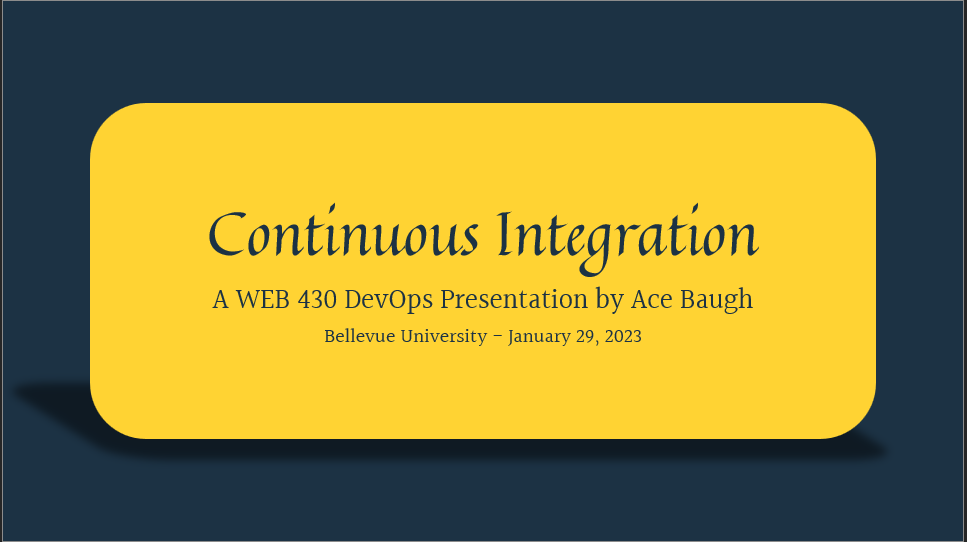 Continuous Integration
A WEB 430 DevOps Presentation by Ace Baugh
Bellevue University – January 29, 2023